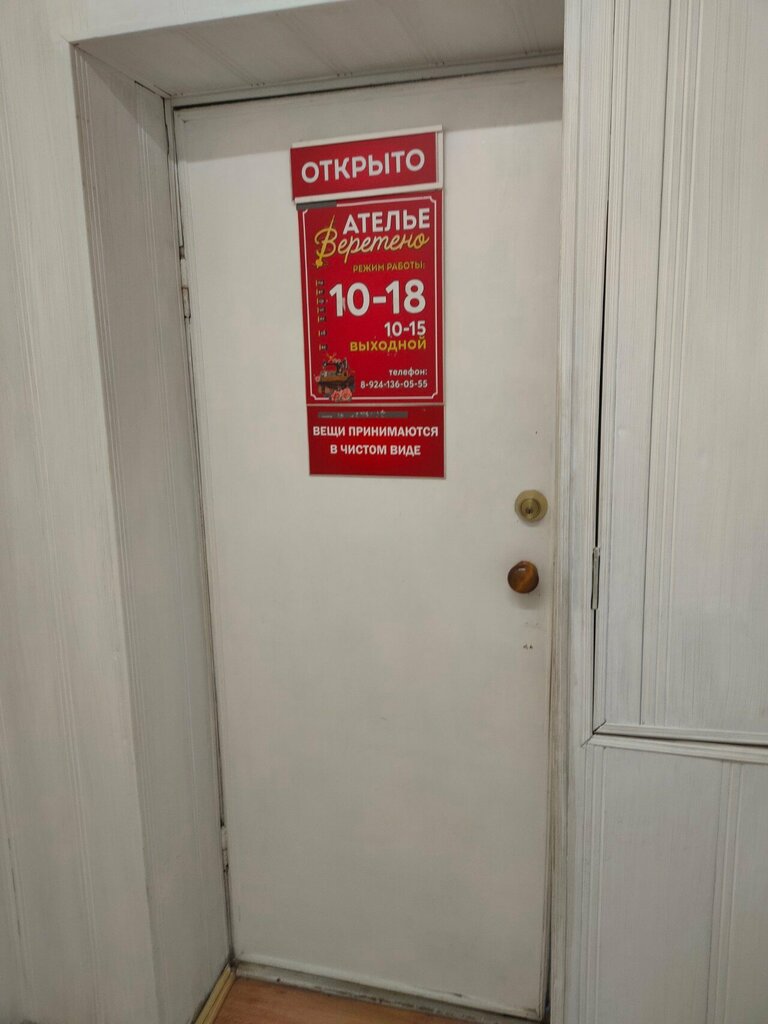 ОТКРЫТО
АТЕЛЬЕ
Веретено
РЕЖИМ РАБОТЫ:
10-18
10-15
ВЫХОДНОЙ
телефон:
8-924-136-05-55
ВЕЩИ ПРИНИМАЮТСЯ
В ЧИСТОМ ВИДЕ